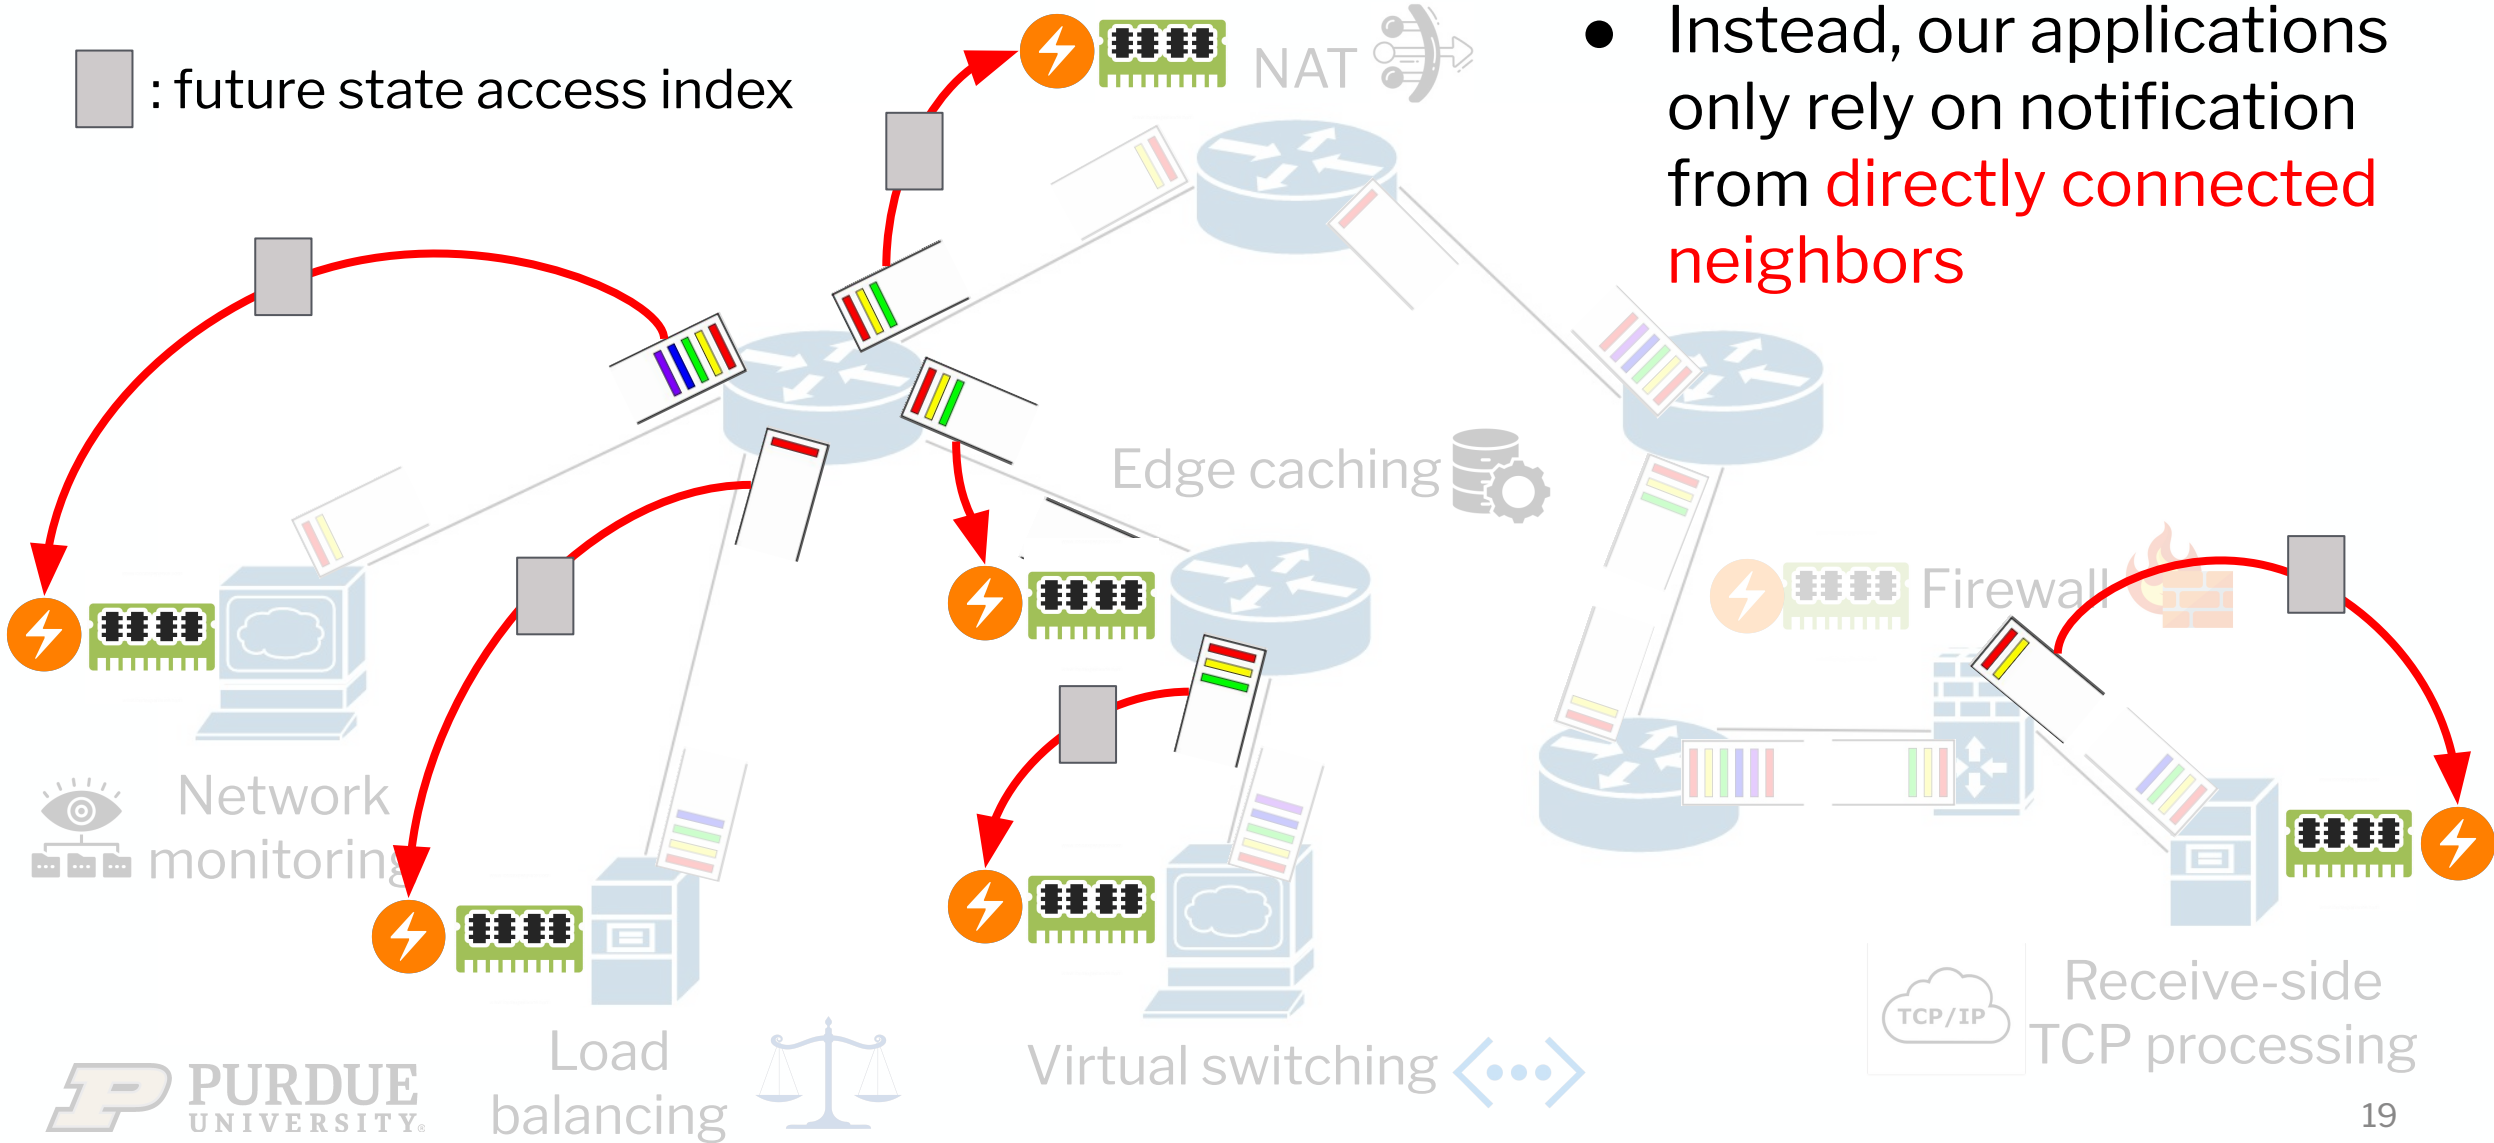 : future state access index
● Instead, our applications
only rely on notification
from directly connected
neighbors
NAT
Edge caching
Firewall
Network
monitoring
Load
balancing
Virtual switching
TCP/IP
Receive-side
TCP processing
PURDUE
UNIVERSITY®
19